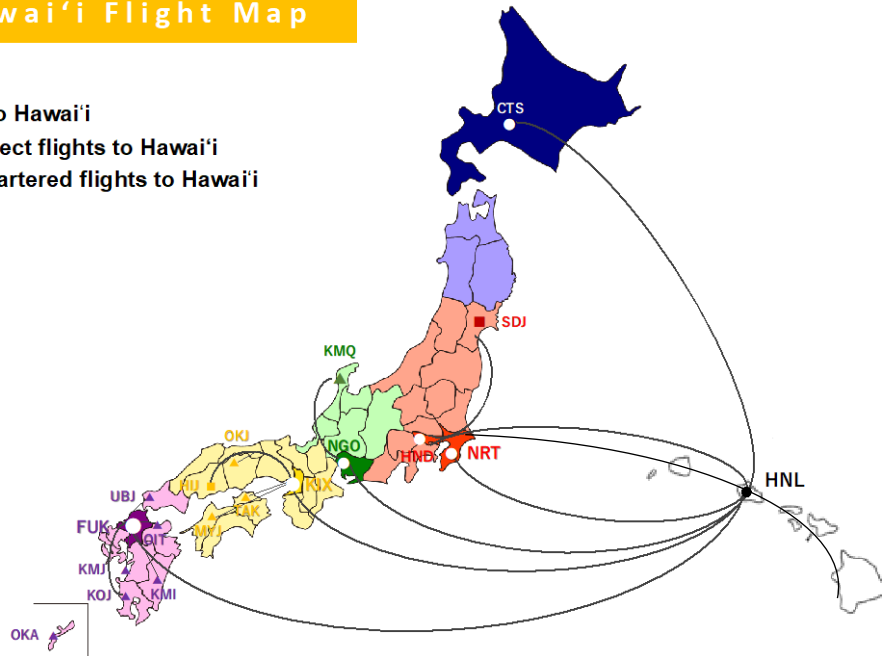 wai‘i Flight Map
o Hawai‘i
ect flights to Hawai‘i
artered flights to Hawai‘i
CTS
SDJ
KMQ
OKJ
NGO
HND
NRT
HNL
HIJ
KIX
UBJ
TAK
FUK
MYJ
OIT
KMJ
KOJ
KMI
OKA